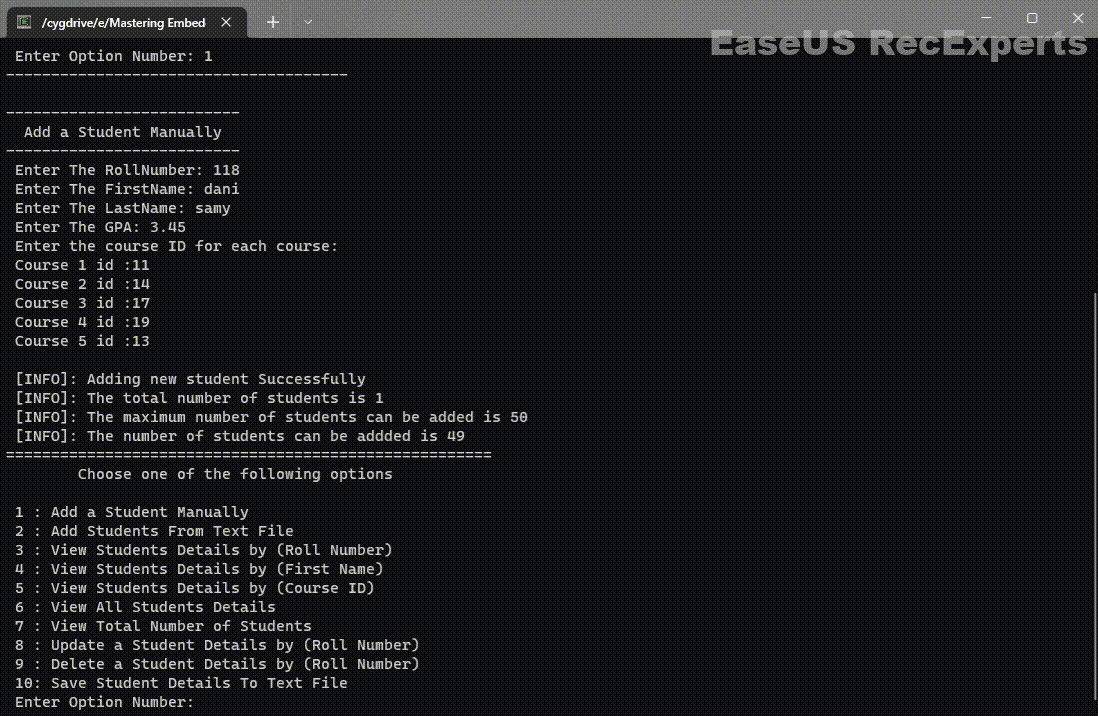 /cygdrive/e/Mastering Embed
EaseUS RecExperts
Enter Option Number: 1
--------------------------------------
--------------------------
Add a Student Manually
--------------------------
Enter The RollNumber: 118
Enter The FirstName: dani
Enter The LastName: samy
Enter The GPA: 3.45
Enter the course ID for each course:
Course 1 id :11
Course 2 id :14
Course 3 id :17
Course 4 id :19
Course 5 id :13
[INFO]: Adding new student Successfully
[INFO]: The total number of students is 1
[INFO]: The maximum number of students can be added is 50
[INFO]: The number of students can be addded is 49
======================================================
Choose one of the following options
1 : Add a Student Manually
2 : Add Students From Text File
3 : View Students Details by (Roll Number)
4 : View Students Details by (First Name)
5 : View Students Details by (Course ID)
6 : View All Students Details
7 : View Total Number of Students
8 : Update a Student Details by (Roll Number)
9 : Delete a Student Details by (Roll Number)
10: Save Student Details To Text File
Enter Option Number: